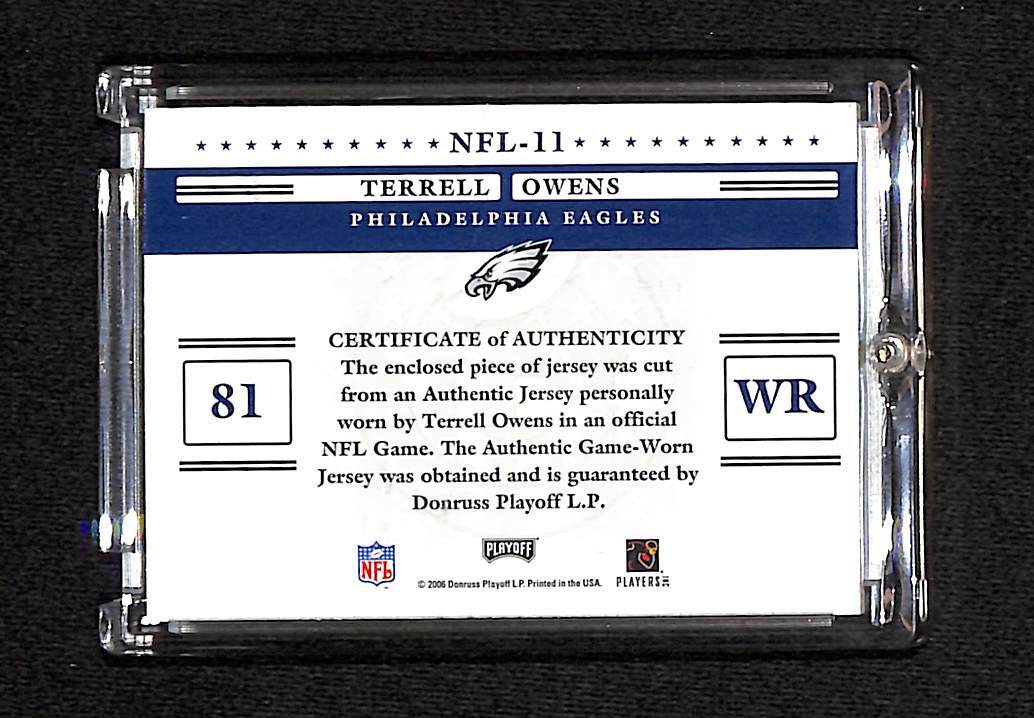 ★ ★ ★ ★ ★ ★ ★ ★ ★ ★ NFL-11 ★ ★ ★ ★ ★ ★ ★ ★ ★ ★
TERRELL OWENS
PHILADELPHIA EAGLES
CERTIFICATE of AUTHENTICITY
The enclosed piece of jersey was cut
from an Authentic Jersey personally
worn by Terrell Owens in an official
NFL Game. The Authentic Game-Worn
Jersey was obtained and is guaranteed by
Donruss Playoff L.P.
81
WR
NFL
PLAYOFF
© 2006 Donruss Playoff L.P. Printed in the USA.
PLAYERS INC